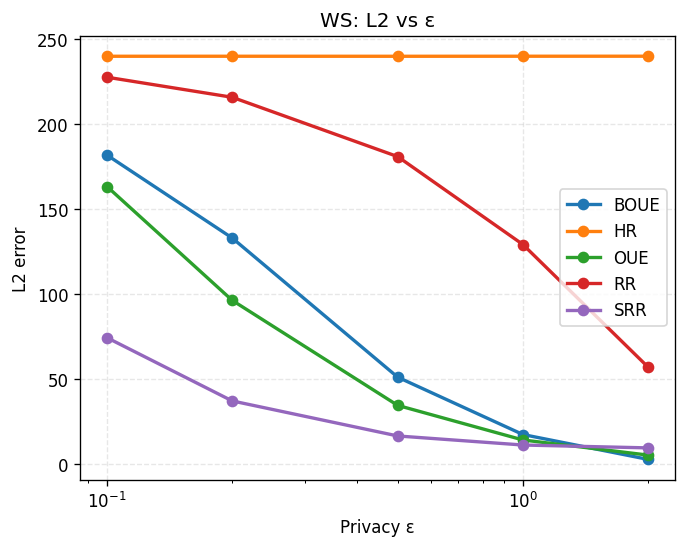 WS: L2 vs ε
L2 error
250
200
150
100
50
0
BOUE
HR
OUE
RR
SRR
10⁻¹
10⁰
Privacy ε